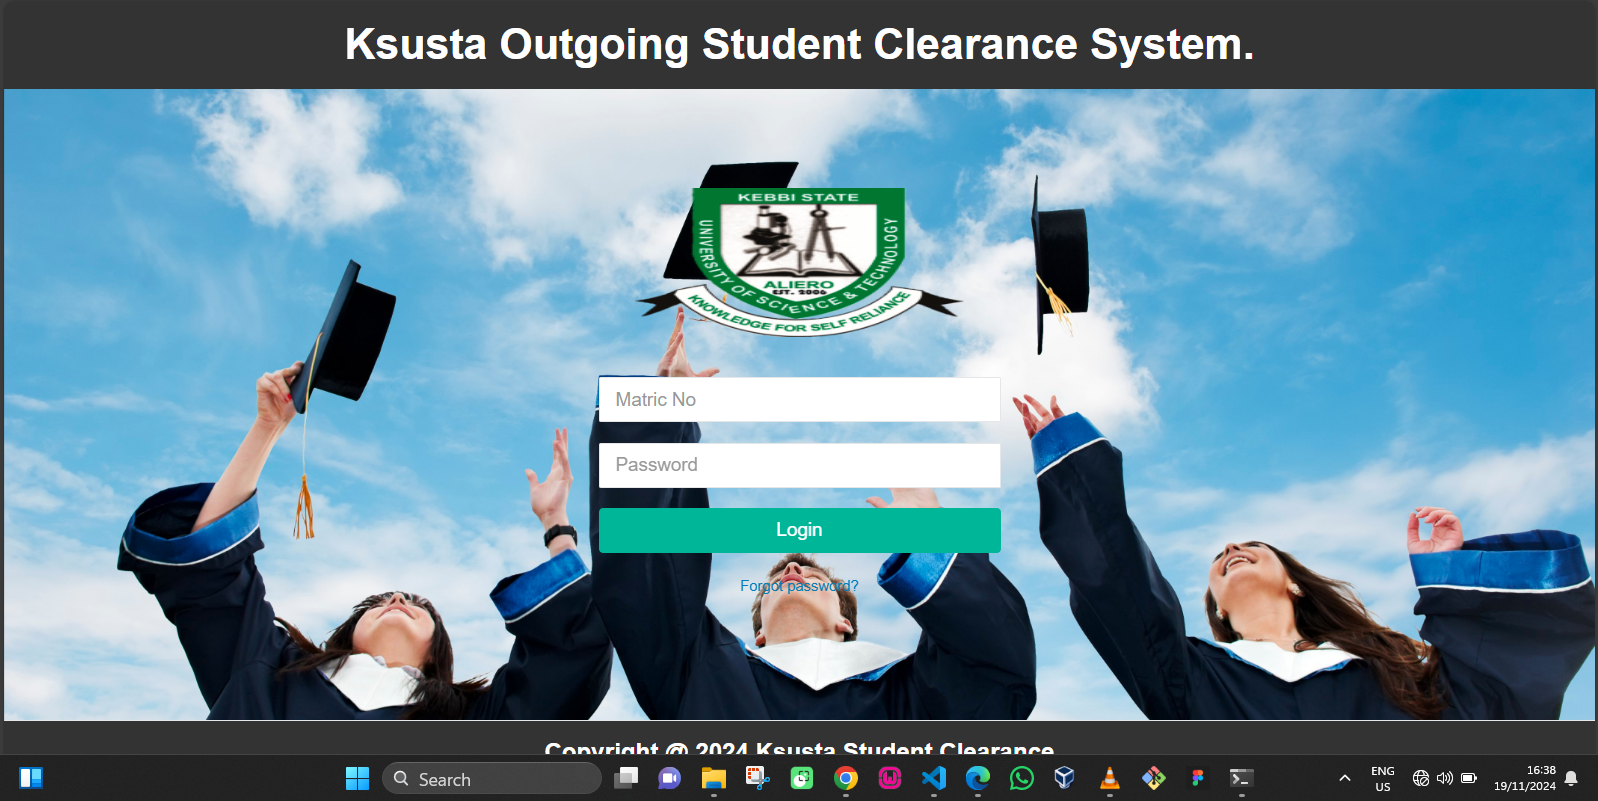 Ksusta Outgoing Student Clearance System.
KEBBI STATE
UNIVERSITY OF SCIENCE & TECHNOLOGY
ALIERO
EST. 2006
KNOWLEDGE FOR SELF RELIANCE
Matric No
Password
Login
Forgot password?
Copyright @ 2024 Ksusta Student Clearance
Search
ENG
US
16:38
19/11/2024